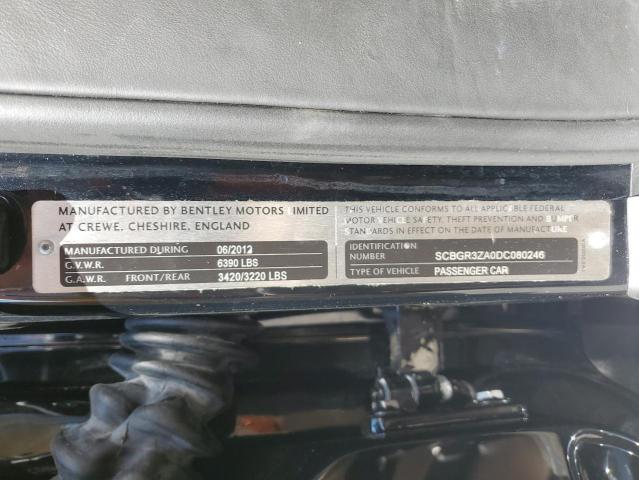 MANUFACTURED BY BENTLEY MOTORS LIMITED
AT CREWE, CHESHIRE, ENGLAND
MANUFACTURED DURING 06/2012
G.V.W.R. 6390 LBS
G.A.W.R. FRONT/REAR 3420/3220 LBS
THIS VEHICLE CONFORMS TO ALL APPLICABLE FEDERAL
MOTOR VEHICLE SAFETY, THEFT PREVENTION AND BUMPER
STANDARDS IN EFFECT ON THE DATE OF MANUFACTURE
IDENTIFICATION
NUMBER SCBGR3ZA0DC080246
TYPE OF VEHICLE PASSENGER CAR